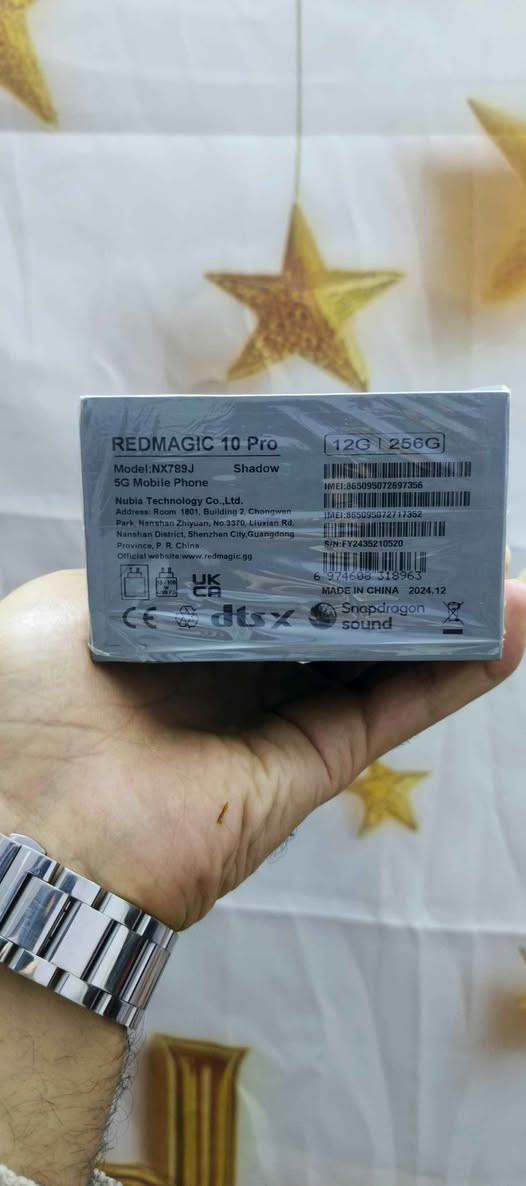 REDMAGIC 10 Pro
Model:NX789J Shadow
5G Mobile Phone
Nubia Technology Co.,Ltd.
Address: Room 1801, Building 2, Chongwen
Park, Nanshan Zhiyuan, No.3370, Liuxian Rd,
Nanshan District, Shenzhen City,Guangdong
Province, P. R. China
Official website:www.redmagic.gg
12G | 256G
IMEI:865095072697356
IMEI:865095072717352
S/N:FY2435210520
6 974608 318963
MADE IN CHINA 2024.12
UK
CA
CE
dts X
Snapdragon
sound